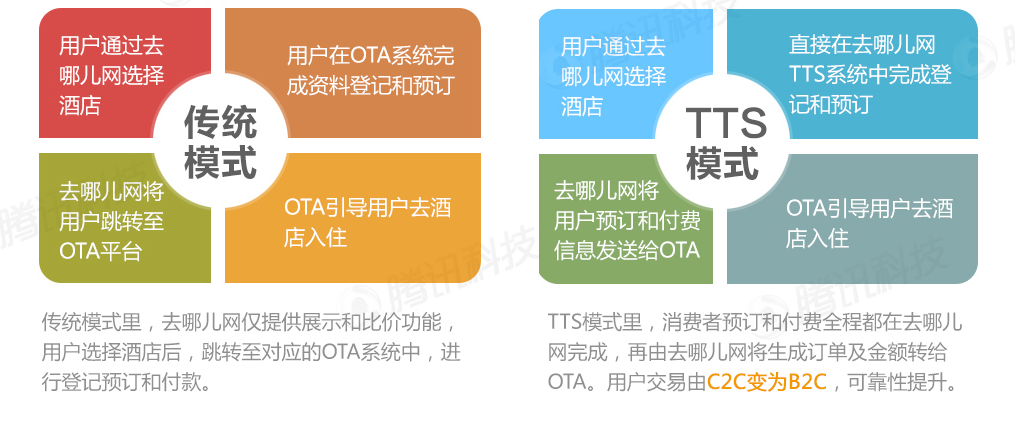 用户通过去
哪儿网选择
酒店
用户在OTA系统完
成资料登记和预订
传统
模式
去哪儿网将
用户跳转至
OTA平台
OTA引导用户去酒
店入住
传统模式里，去哪儿网仅提供展示和比价功能，
用户选择酒店后，跳转至对应的OTA系统中，进
行登记预订和付款。
用户通过去
哪儿网选择
酒店
直接在去哪儿网
TTS系统中完成登
记和预订
TTS
模式
去哪儿网将
用户预订和付费
信息发送给OTA
OTA引导用户去酒
店入住
TTS模式里，消费者预订和付费全程都在去哪儿
网完成，再由去哪儿网将生成订单及金额转给
OTA。用户交易由C2C变为B2C，可靠性提升。
腾讯科技
腾讯科技